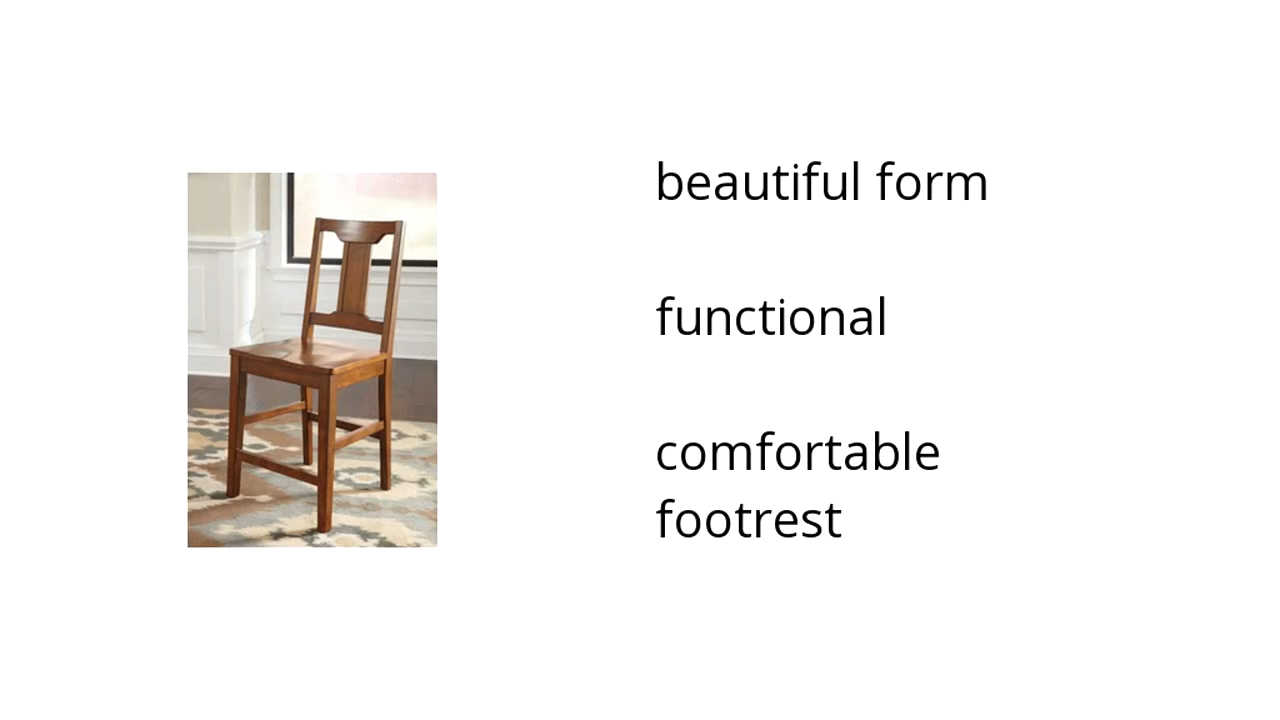 beautiful form
functional
comfortable
footrest